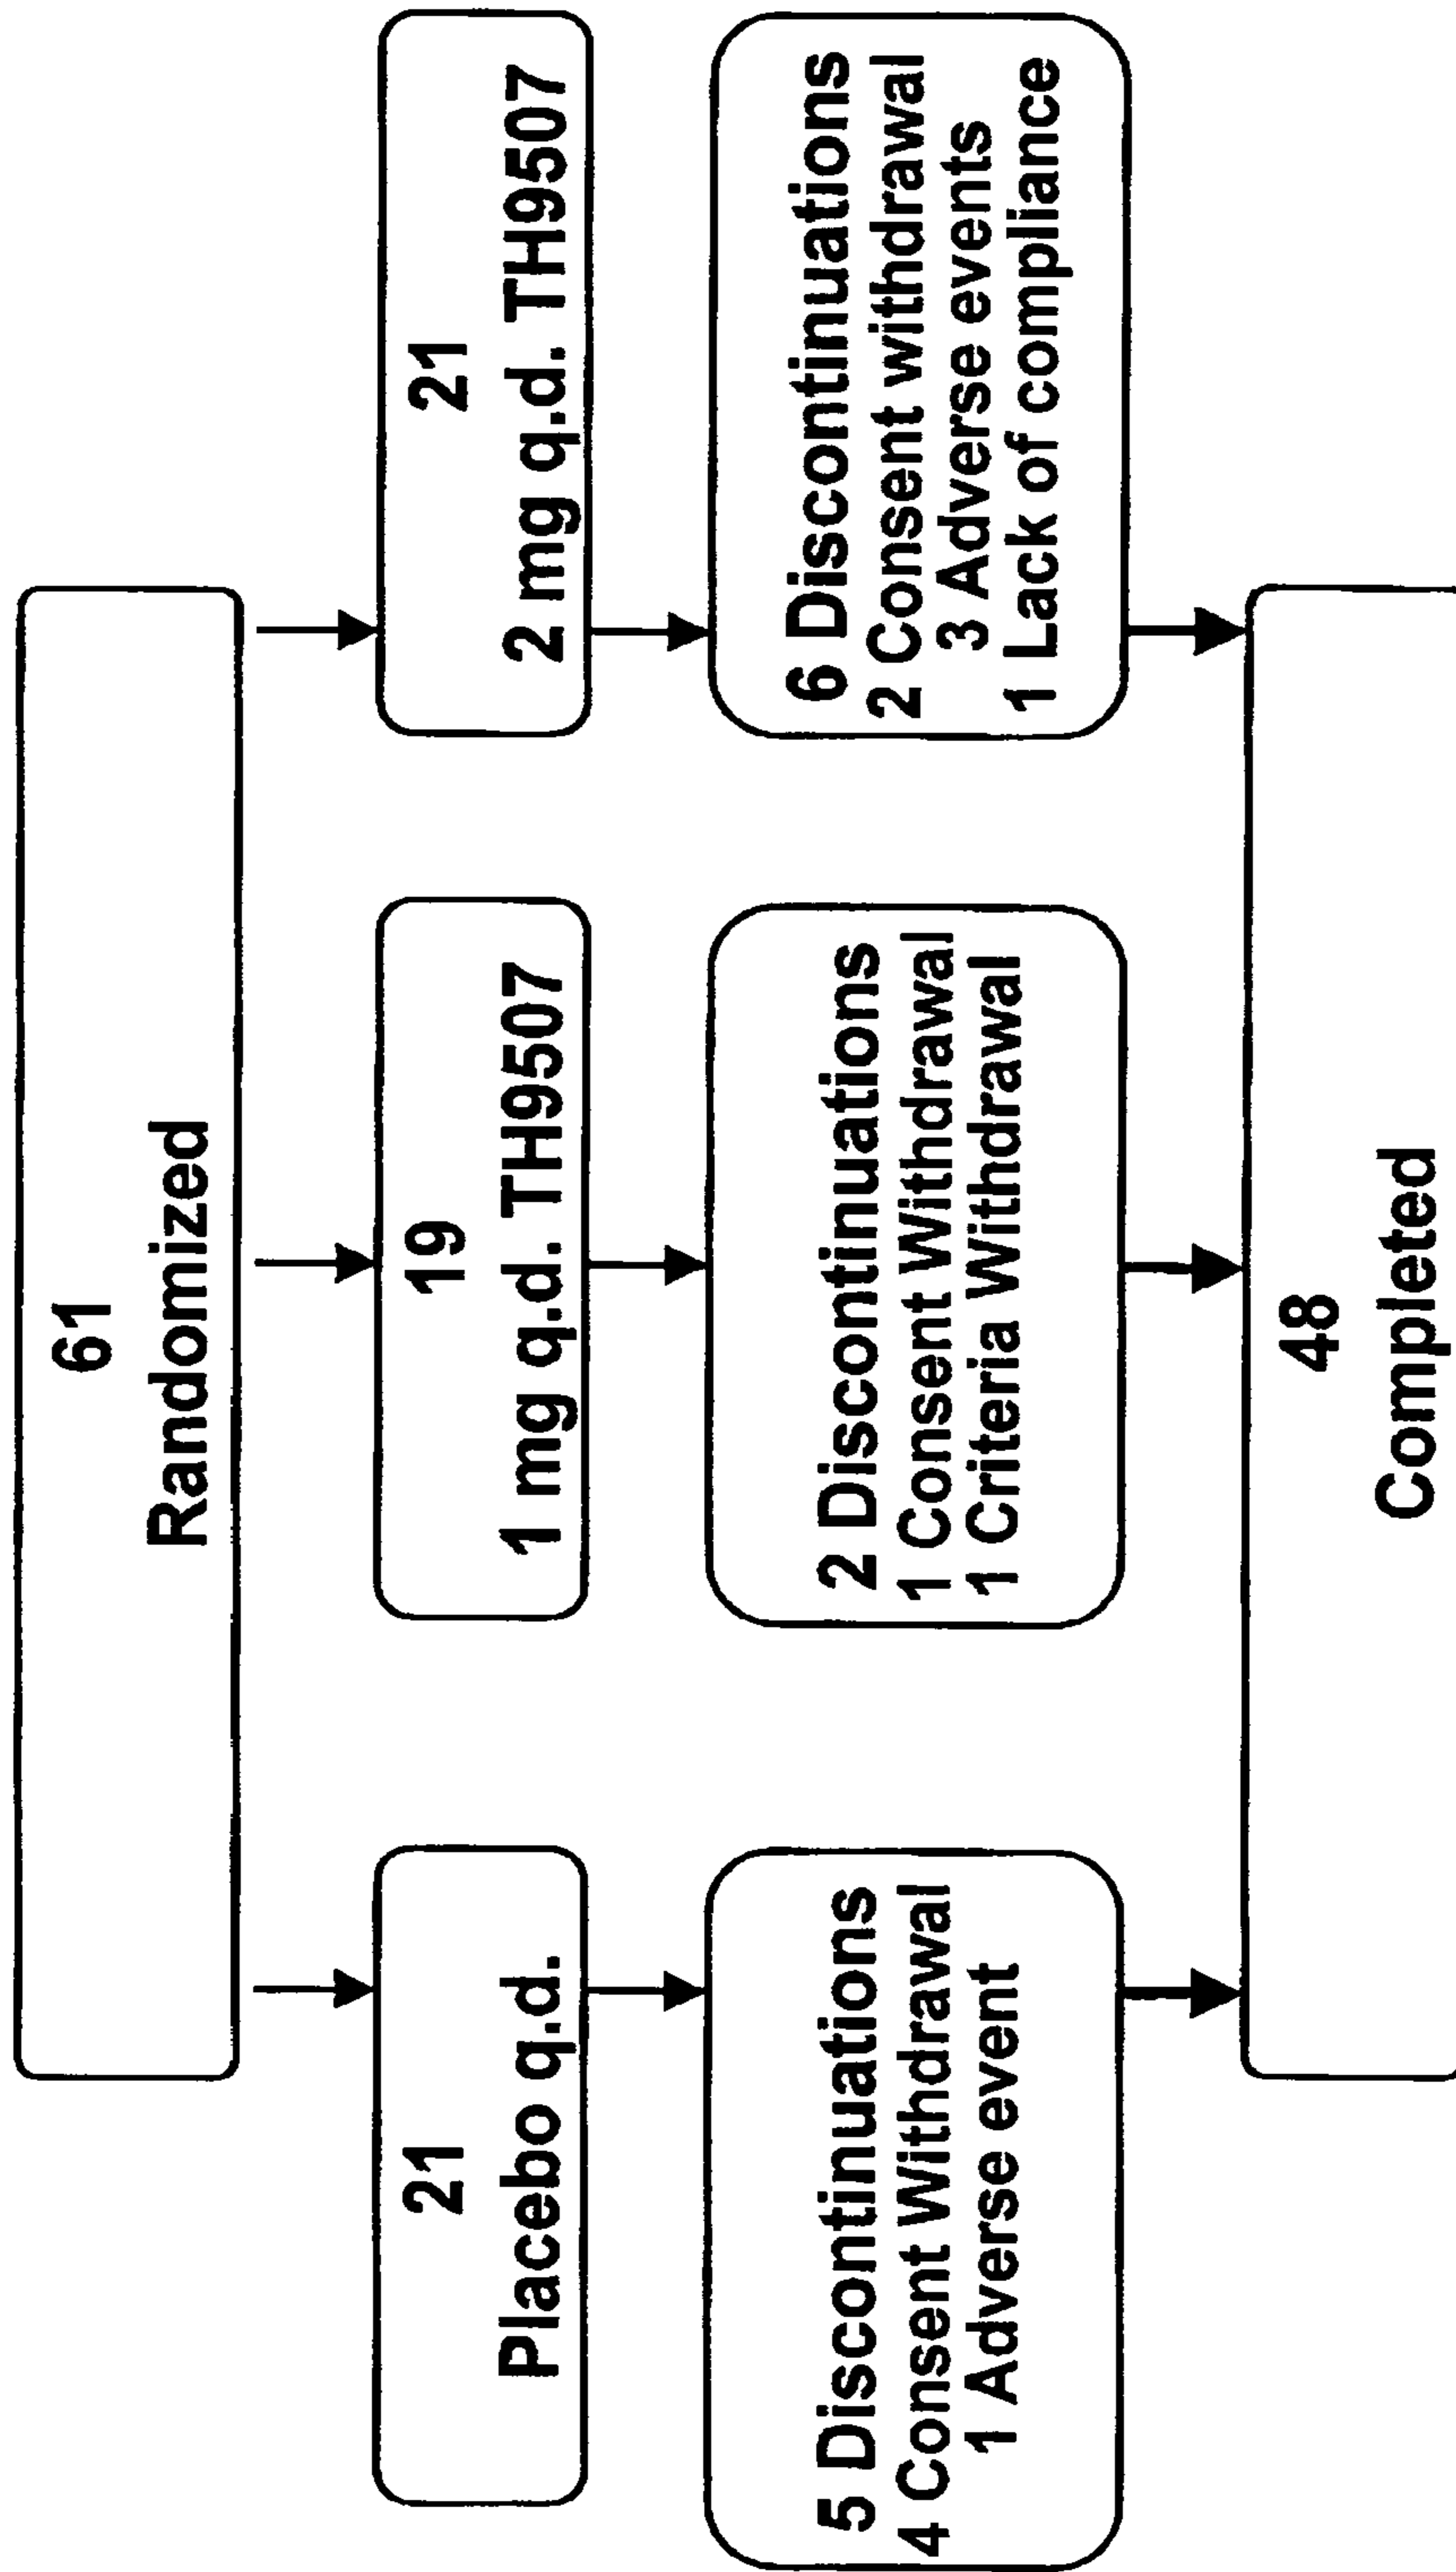 61
Randomized
21
Placebo q.d.
19
1 mg q.d. TH9507
21
2 mg q.d. TH9507
5 Discontinuations
4 Consent Withdrawal
1 Adverse event
2 Discontinuations
1 Consent Withdrawal
1 Criteria Withdrawal
6 Discontinuations
2 Consent withdrawal
3 Adverse events
1 Lack of compliance
48
Completed